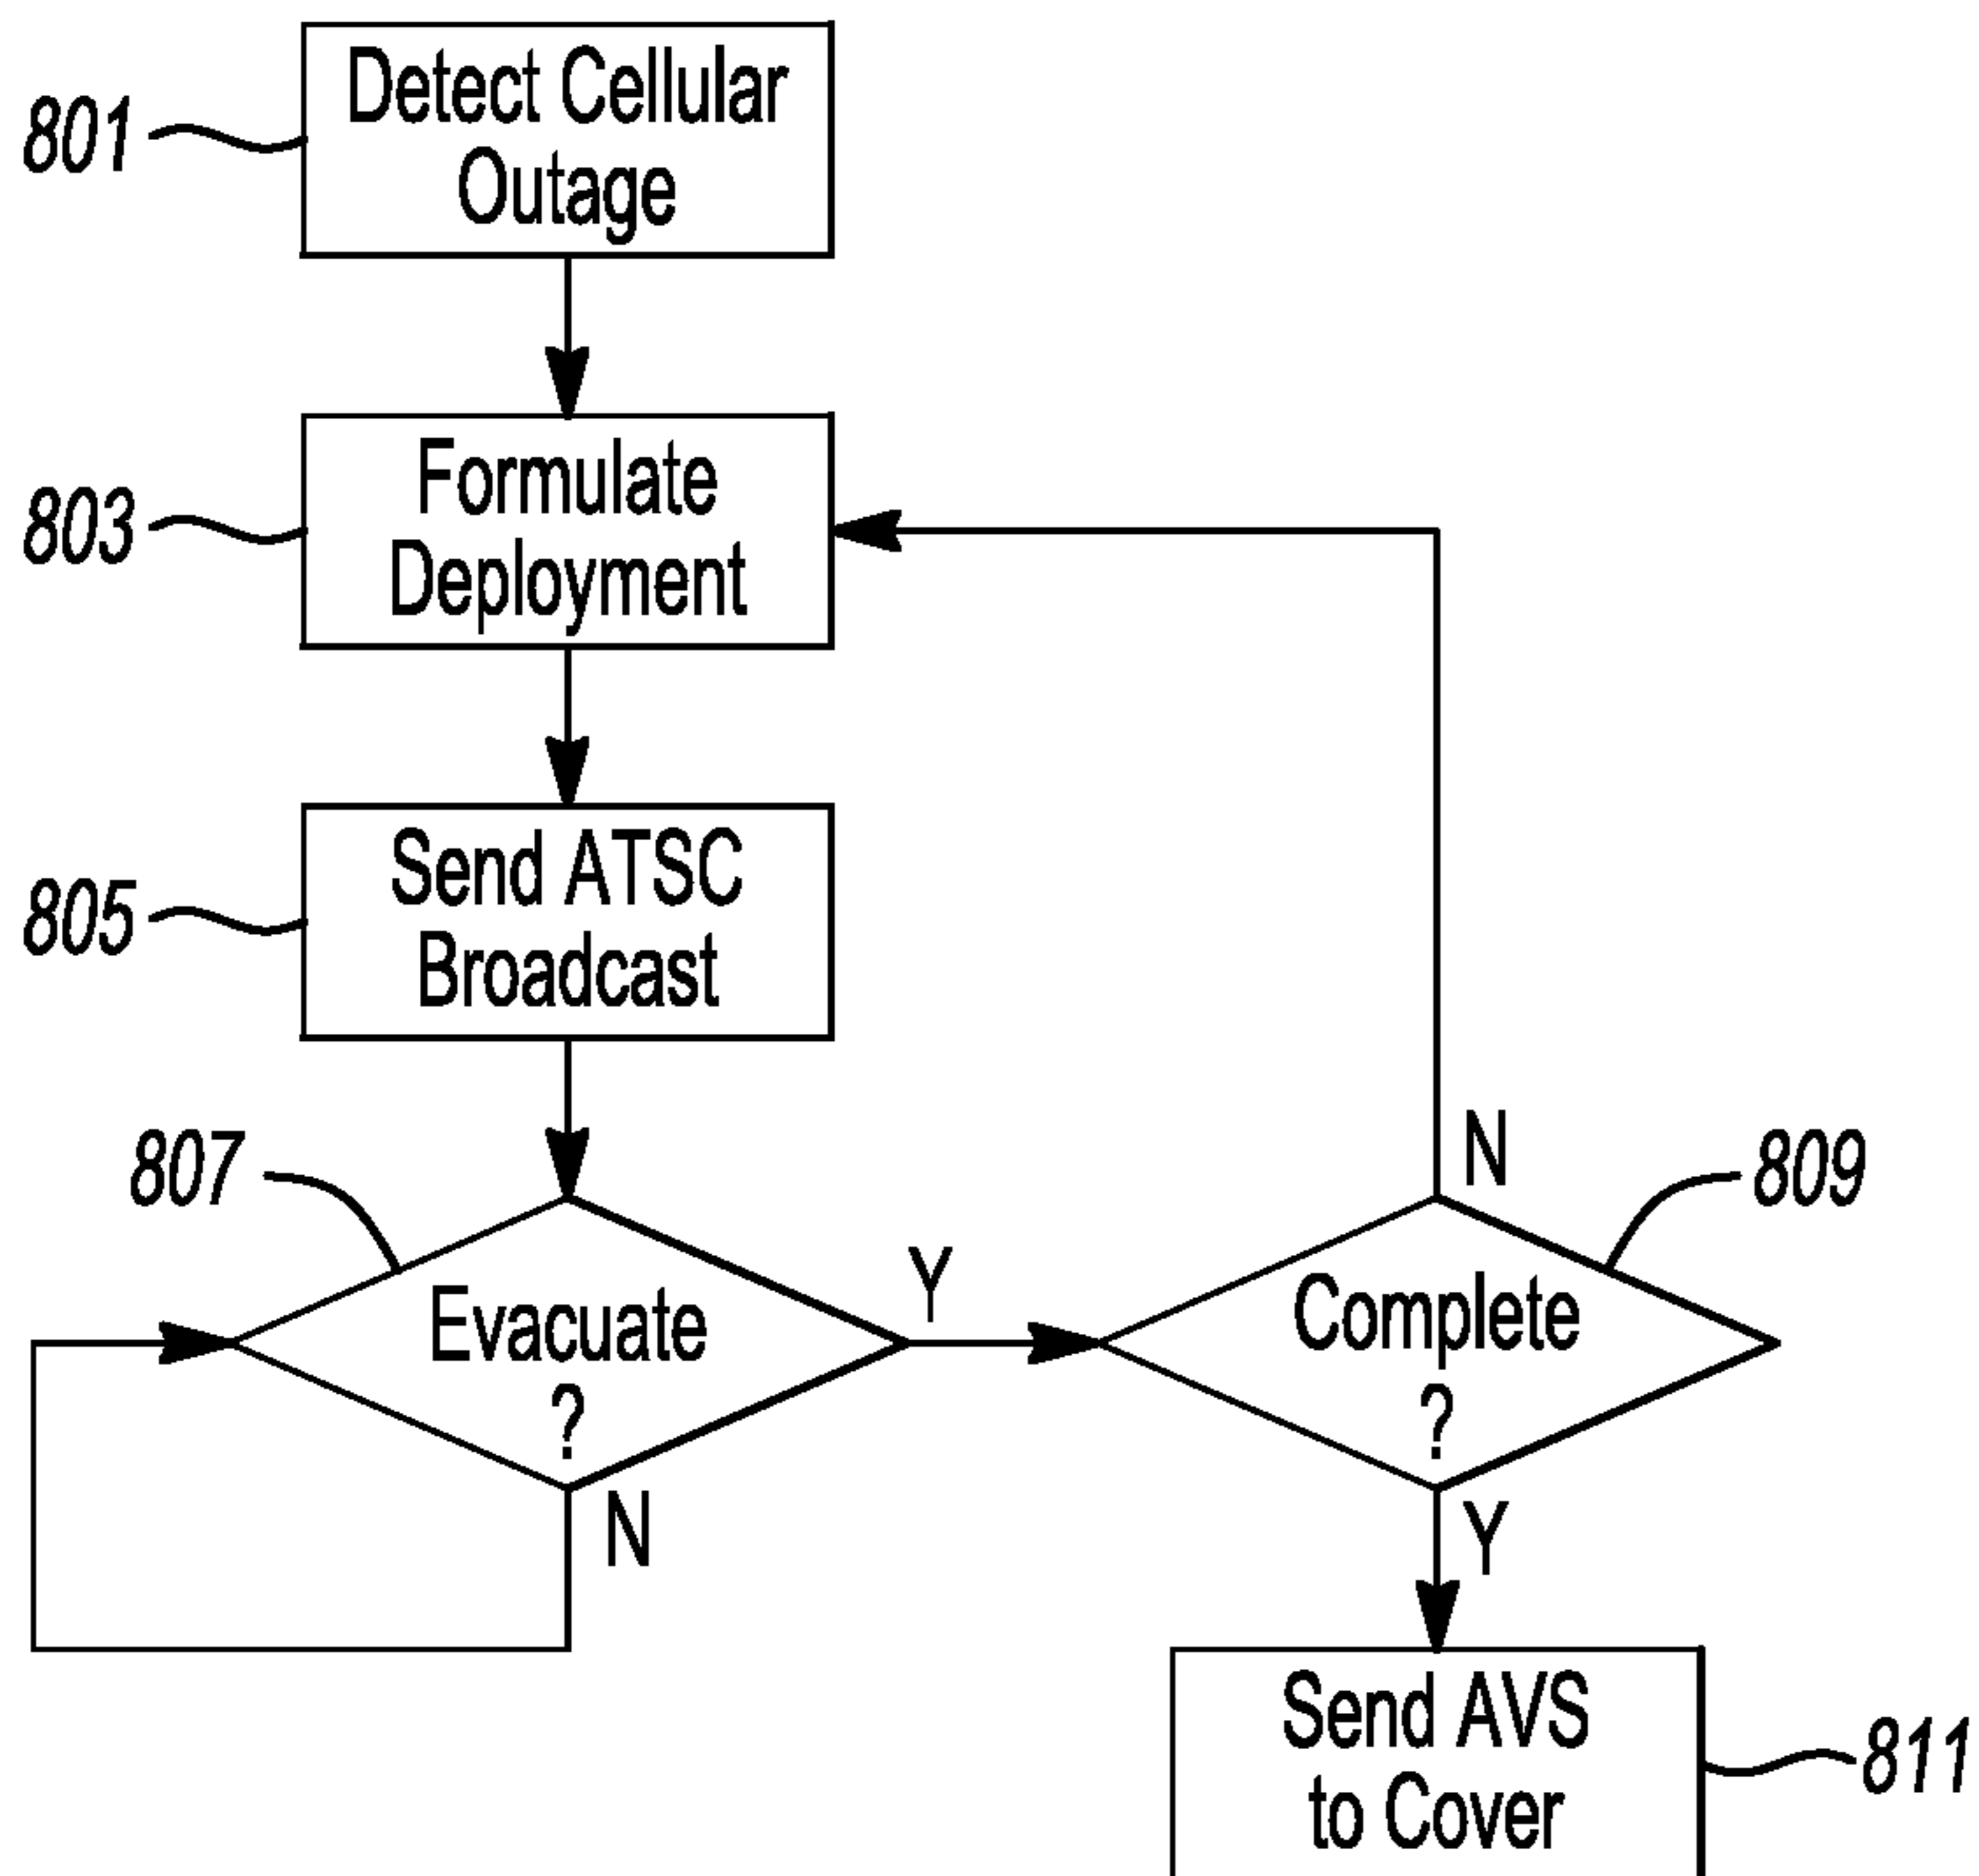 801
Detect Cellular
Outage
803
Formulate
Deployment
805
Send ATSC
Broadcast
807
Evacuate
?
Y
N
809
Complete
?
N
Y
Send AVS
to Cover
811